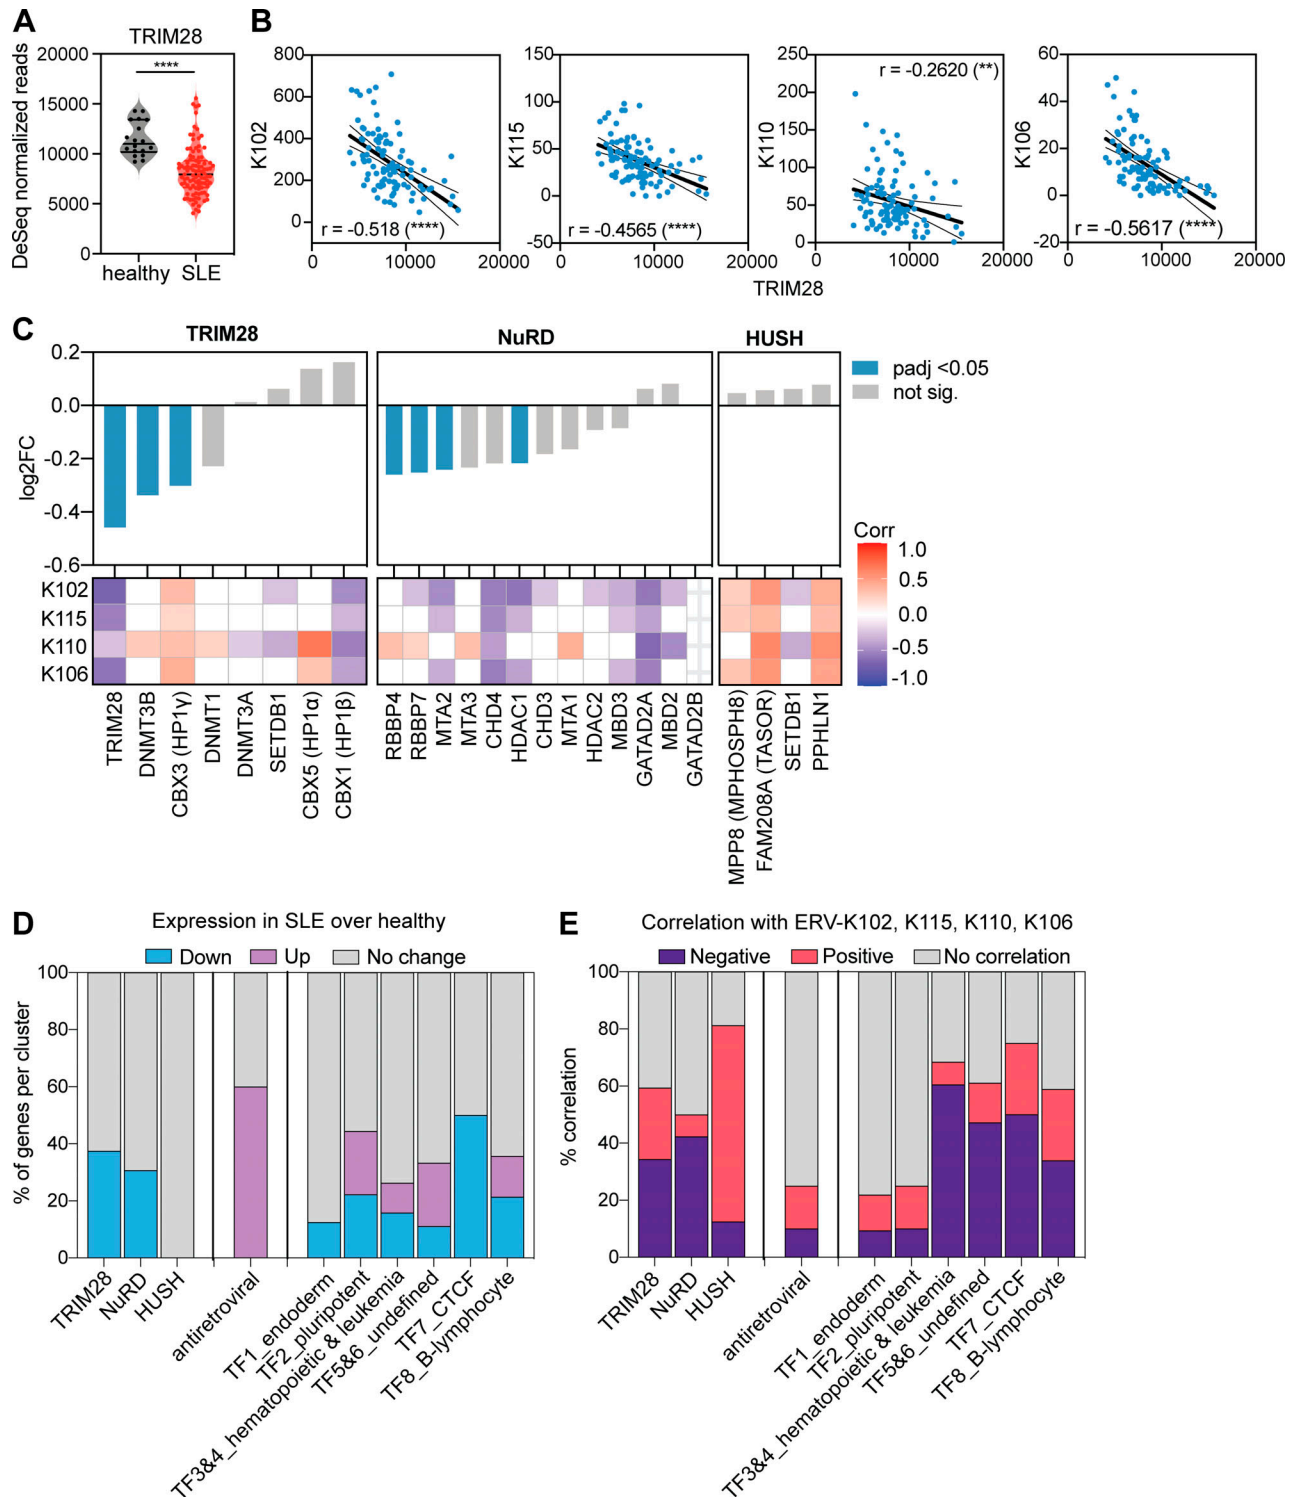 A
TRIM28
DeSeq normalized reads
20000
15000
10000
5000
0
****
healthy
SLE
B
K102
800
600
400
200
0
r = -0.518 (****)
0
10000
20000
K115
150
100
50
0
-50
r = -0.4565 (****)
0
10000
20000
K110
250
200
150
100
50
0
r = -0.2620 (**)
0
10000
20000
K106
60
40
20
0
-20
r = -0.5617 (****)
0
10000
20000
TRIM28
C
TRIM28
NuRD
HUSH
log2FC
0.2
0.0
-0.2
-0.4
-0.6
padj <0.05
not sig.
Corr
1.0
0.5
0.0
-0.5
-1.0
K102
K115
K110
K106
TRIM28
DNMT3B
CBX3 (HP1γ)
DNMT1
DNMT3A
SETDB1
CBX5 (HP1α)
CBX1 (HP1β)
RBBP4
RBBP7
MTA2
MTA3
CHD4
HDAC1
CHD3
MTA1
HDAC2
MBD3
GATAD2A
MBD2
GATAD2B
MPP8 (MPHOSPH8)
FAM208A (TASOR)
SETDB1
PPHLN1
D
Expression in SLE over healthy
Down
Up
No change
% of genes per cluster
100
80
60
40
20
0
TRIM28
NuRD
HUSH
antiretroviral
TF1_endoderm
TF2_pluripotent
TF3&4_hematopoietic & leukemia
TF5&6_undefined
TF7_CTCF
TF8_B-lymphocyte
E
Correlation with ERV-K102, K115, K110, K106
Negative
Positive
No correlation
% correlation
100
80
60
40
20
0
TRIM28
NuRD
HUSH
antiretroviral
TF1_endoderm
TF2_pluripotent
TF3&4_hematopoietic & leukemia
TF5&6_undefined
TF7_CTCF
TF8_B-lymphocyte